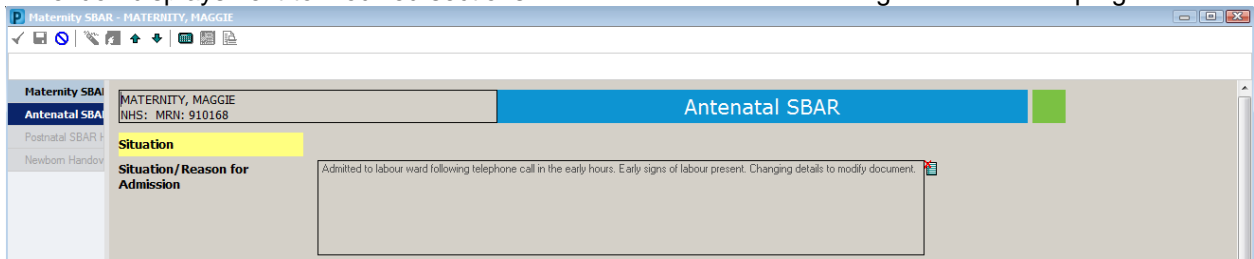 Maternity SBAR - MATERNITY, MAGGIE
Maternity SBA
Antenatal SBA
Postnatal SBAR H
Newborn Handov
MATERNITY, MAGGIE
NHS: MRN: 910168
Antenatal SBAR
Situation
Situation/Reason for
Admission
Admitted to labour ward following telephone call in the early hours. Early signs of labour present. Changing details to modify document.